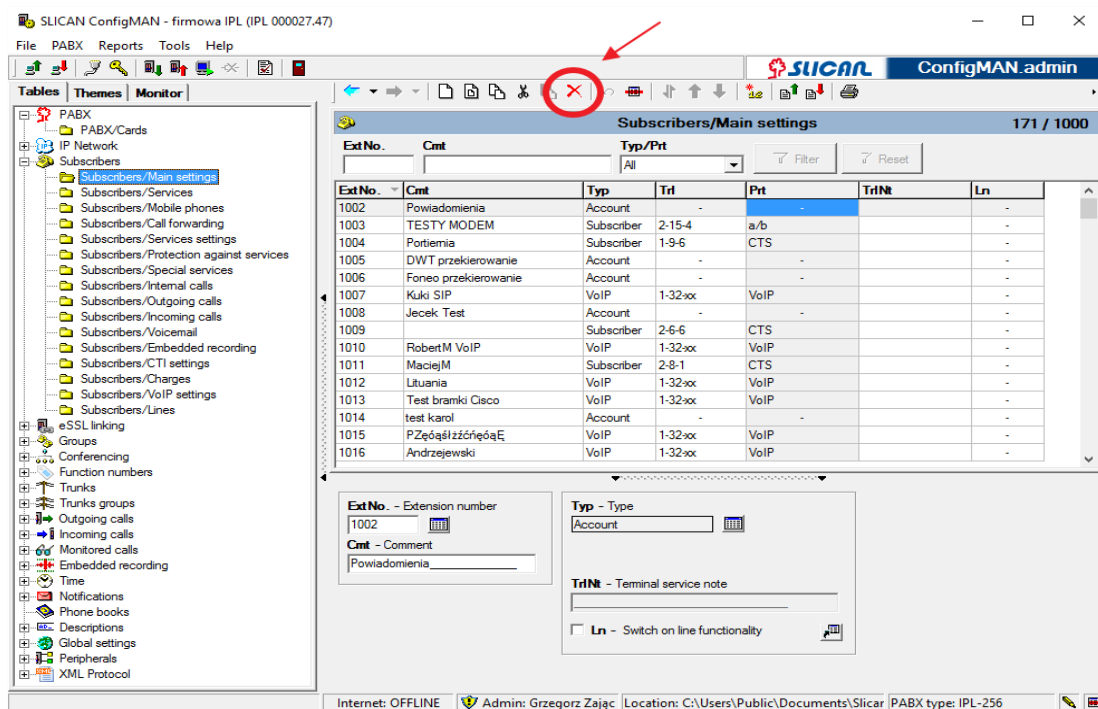 SLICAN ConfigMAN - firmowa IPL (IPL 000027.47)
File PABX Reports Tools Help
SLICAN ConfigMAN.admin
Tables Themes Monitor
PABX
PABX/Cards
IP Network
Subscribers
Subscribers/Main settings
Subscribers/Services
Subscribers/Mobile phones
Subscribers/Call forwarding
Subscribers/Services settings
Subscribers/Protection against services
Subscribers/Special services
Subscribers/Internal calls
Subscribers/Outgoing calls
Subscribers/Incoming calls
Subscribers/Voicemail
Subscribers/Embedded recording
Subscribers/CTI settings
Subscribers/Charges
Subscribers/VoIP settings
Subscribers/Lines
eSSL linking
Groups
Conferencing
Function numbers
Trunks
Trunks groups
Outgoing calls
Incoming calls
Monitored calls
Embedded recording
Time
Notifications
Phone books
Descriptions
Global settings
Peripherals
XML Protocol
Subscribers/Main settings 171 / 1000
Ext No. Cmt Typ/Prt
All Filter Reset
Ext No. Cmt Typ Trl Prt TrlNt Ln
1002 Powiadomienia Account - - -
1003 TESTY MODEM Subscriber 2-15-4 a/b -
1004 Portiernia Subscriber 1-9-6 CTS -
1005 DWT przekierowanie Account - - -
1006 Foneo przekierowanie Account - - -
1007 Kuki SIP VoIP 1-32-xx VoIP -
1008 Jecek Test Account - - -
1009 Subscriber 2-6-6 CTS -
1010 RobertM VoIP VoIP 1-32-xx VoIP -
1011 MaciejM Subscriber 2-8-1 CTS -
1012 Lituania VoIP 1-32-xx VoIP -
1013 Test bramki Cisco VoIP 1-32-xx VoIP -
1014 test karol Account - - -
1015 PZęóąśłżźćńęóąĘ VoIP 1-32-xx VoIP -
1016 Andrzejewski VoIP 1-32-xx VoIP -
Ext No. - Extension number
1002
Cmt - Comment
Powiadomienia____________
Typ - Type
Account
TrlNt - Terminal service note
Ln - Switch on line functionality
Internet: OFFLINE Admin: Grzegorz Zając Location: C:\Users\Public\Documents\Slicar PABX type: IPL-256